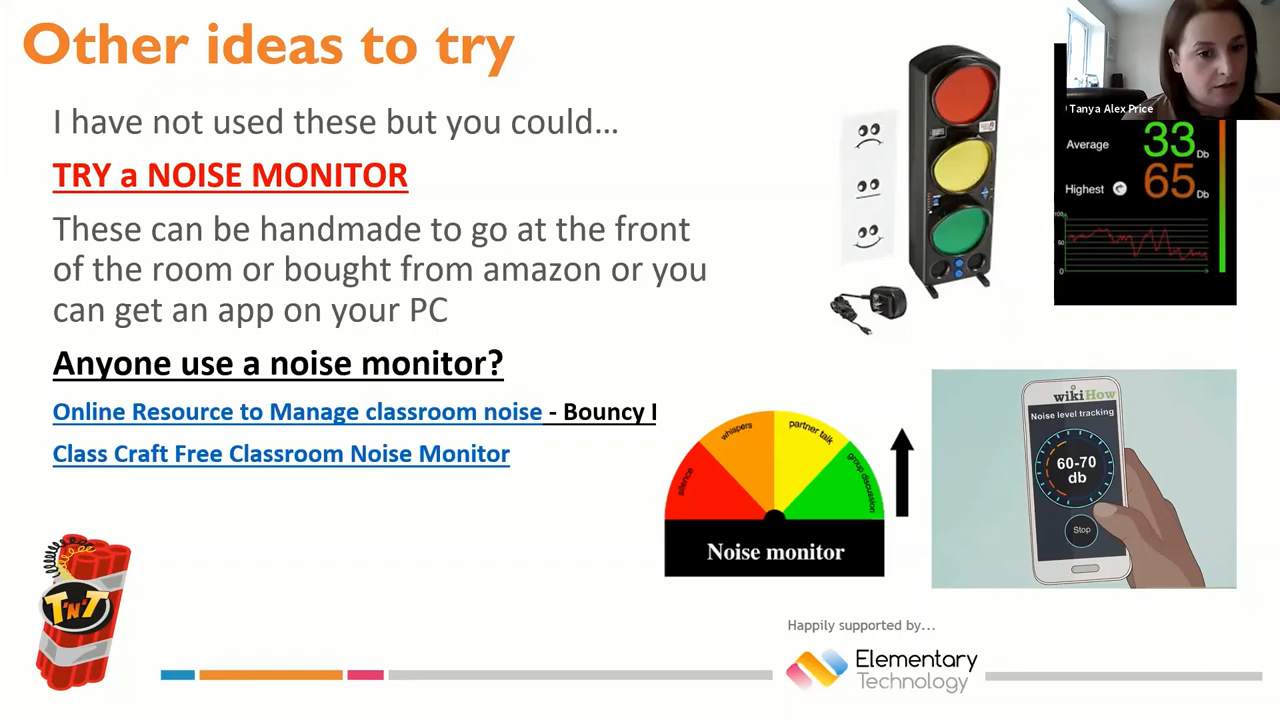 Other ideas to try
I have not used these but you could…
TRY a NOISE MONITOR
These can be handmade to go at the front
of the room or bought from amazon or you
can get an app on your PC
Anyone use a noise monitor?
Online Resource to Manage classroom noise - Bouncy I
Class Craft Free Classroom Noise Monitor
Tanya Alex Price
Average 33 Db
Highest 65 Db
100
50
0
silence
whispers
partner talk
group discussion
Noise monitor
wikiHow
Noise level tracking
60-70
db
Stop
T'N'T
Happily supported by...
Elementary
Technology